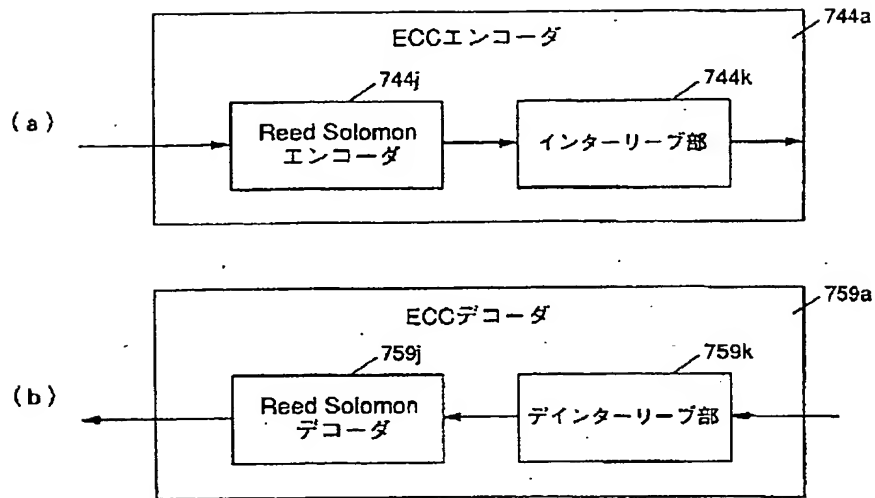 ECCエンコーダ
744a
744j
744k
(a)
Reed Solomon
エンコーダ
インターリーブ部
ECCデコーダ
759a
759j
759k
(b)
Reed Solomon
デコーダ
デインターリーブ部